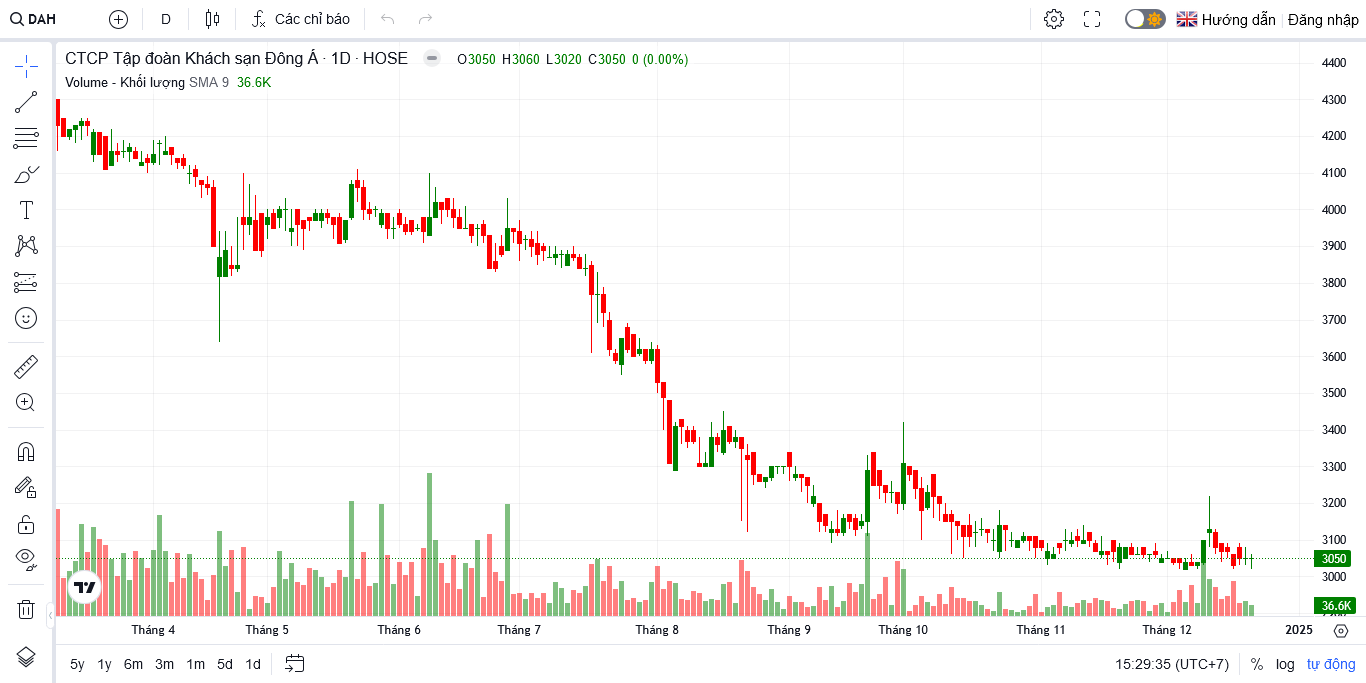 DAH D Các chỉ báo Hướng dẫn Đăng nhập
CTCP Tập đoàn Khách sạn Đông Á · 1D · HOSE O3050 H3060 L3020 C3050 0 (0.00%)
Volume - Khối lượng SMA 9 36.6K
4400
4300
4200
4100
4000
3900
3800
3700
3600
3500
3400
3300
3200
3100
3050
3000
36.6K
Tháng 4 Tháng 5 Tháng 6 Tháng 7 Tháng 8 Tháng 9 Tháng 10 Tháng 11 Tháng 12 2025
5y 1y 6m 3m 1m 5d 1d 15:29:35 (UTC+7) % log tự động